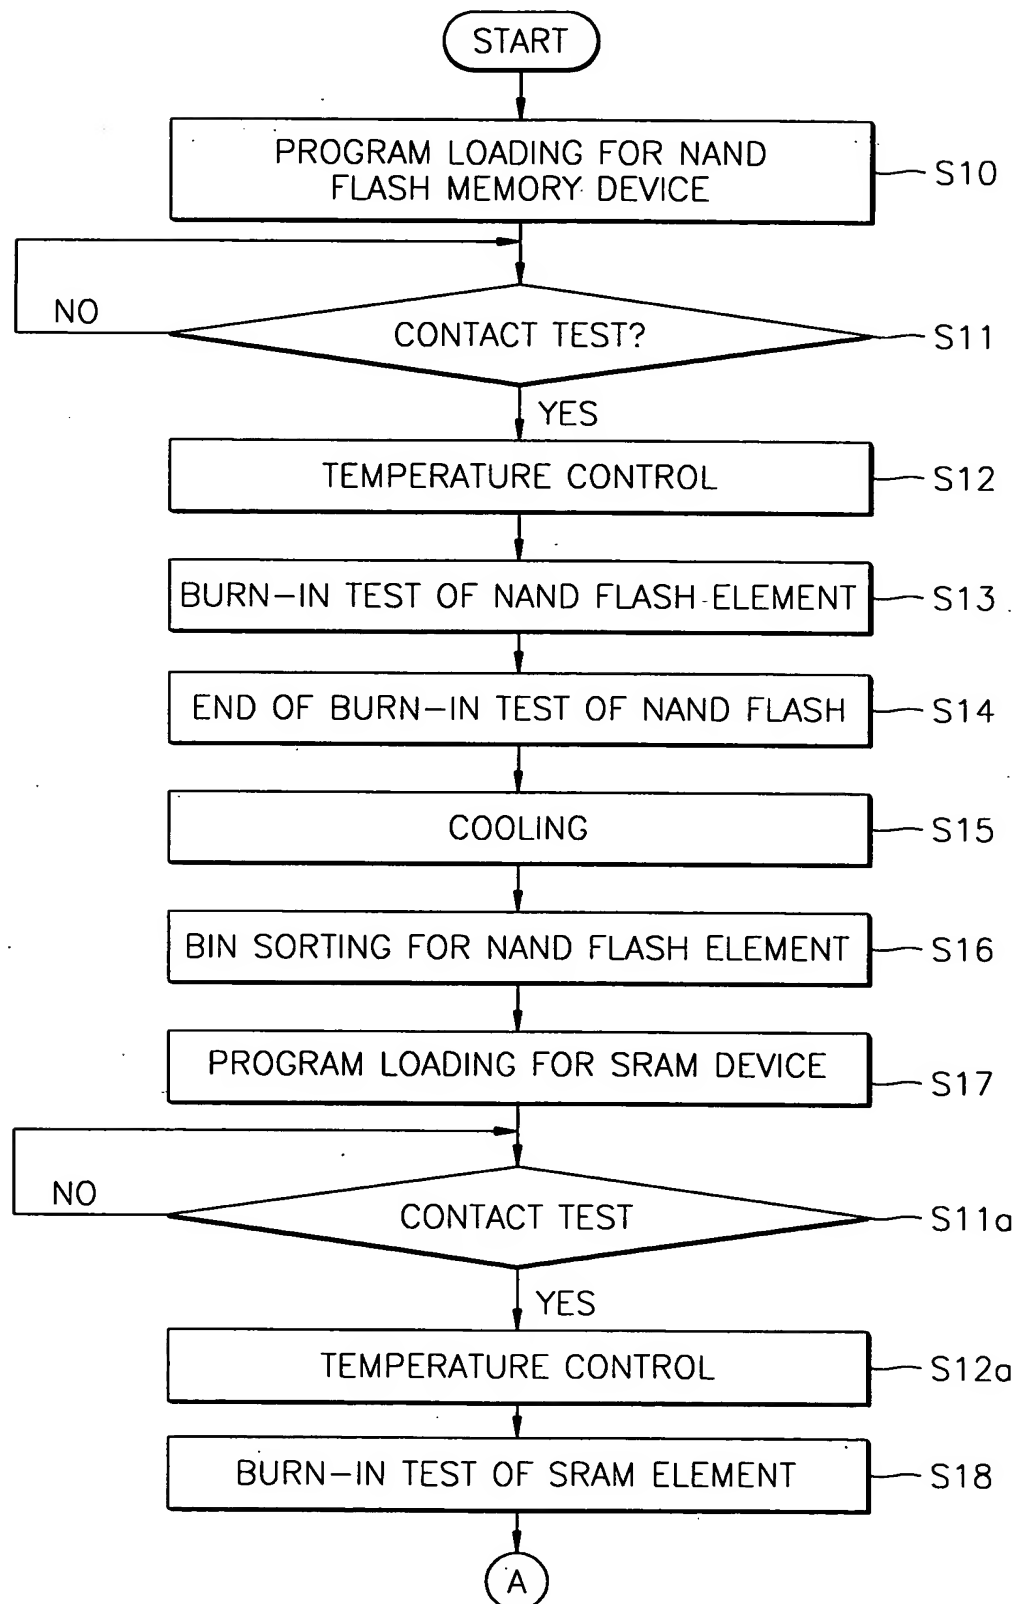 START
PROGRAM LOADING FOR NAND
FLASH MEMORY DEVICE
S10
NO
CONTACT TEST?
S11
YES
TEMPERATURE CONTROL
S12
BURN-IN TEST OF NAND FLASH ELEMENT
S13
END OF BURN-IN TEST OF NAND FLASH
S14
COOLING
S15
BIN SORTING FOR NAND FLASH ELEMENT
S16
PROGRAM LOADING FOR SRAM DEVICE
S17
NO
CONTACT TEST
S11a
YES
TEMPERATURE CONTROL
S12a
BURN-IN TEST OF SRAM ELEMENT
S18
A